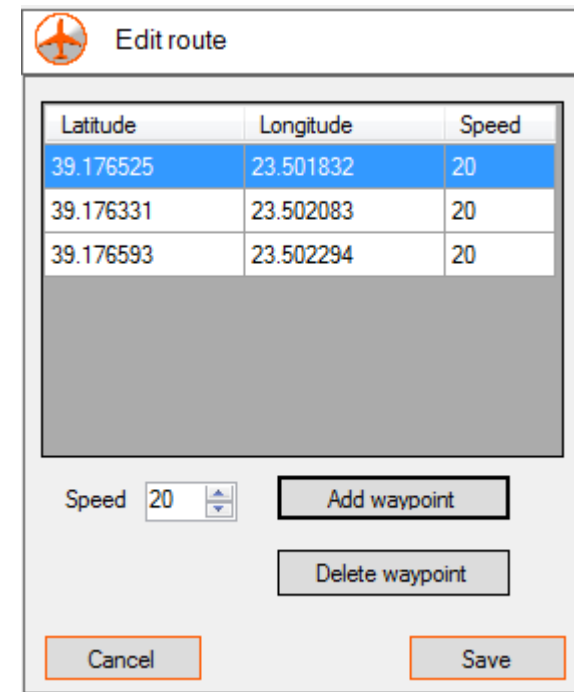 Edit route
Latitude Longitude Speed
39.176525 23.501832 20
39.176331 23.502083 20
39.176593 23.502294 20
Speed 20 Add waypoint
Delete waypoint
Cancel Save